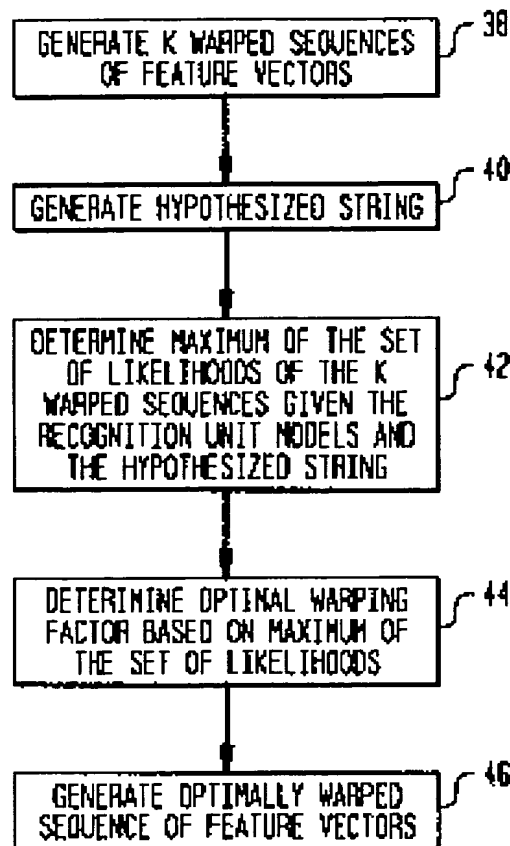 GENERATE K WARPED SEQUENCES
OF FEATURE VECTORS
38
GENERATE HYPOTHESIZED STRING
40
DETERMINE MAXIMUM OF THE SET
OF LIKELIHOODS OF THE K
WARPED SEQUENCES GIVEN THE
RECOGNITION UNIT MODELS AND
THE HYPOTHESIZED STRING
42
DETERIMINE OPTIMAL WARPING
FACTOR BASED ON MAXIMUM OF
THE SET OF LIKELIHOODS
44
GENERATE OPTIMALLY WARPED
SEQUENCE OF FEATURE VECTORS
46